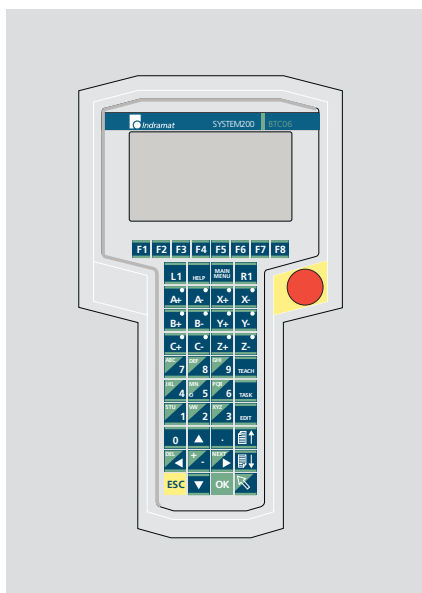 Indramat SYSTEM200 BTC06
F1 F2 F3 F4 F5 F6 F7 F8
L1 HELP MAIN MENU R1
A+ A- X+ X-
B+ B- Y+ Y-
C+ C- Z+ Z-
ABC 7 DEF 8 GHI 9 TEACH
JKL 4 MNO 5 PQR 6 TASK
STU 1 VW 2 XYZ 3 EDIT
0 .
DEL + - NEXT
ESC OK